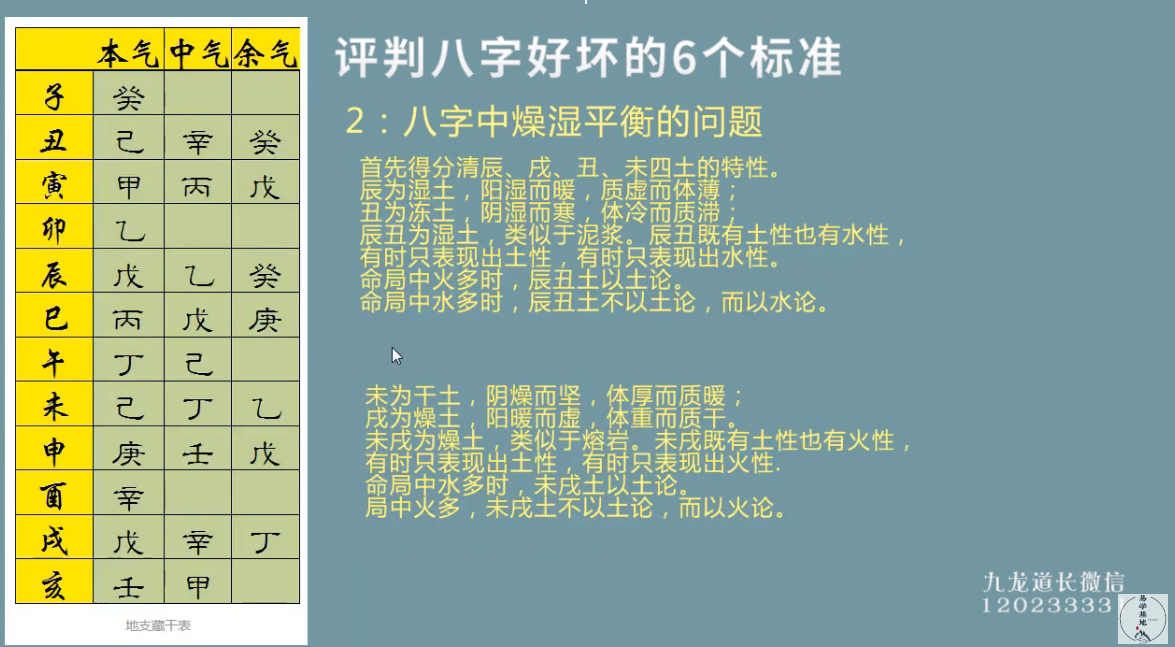 本气 中气 余气
子 癸
丑 己 辛 癸
寅 甲 丙 戊
卯 乙
辰 戊 乙 癸
巳 丙 戊 庚
午 丁 己
未 己 丁 乙
申 庚 壬 戊
酉 辛
戌 戊 辛 丁
亥 壬 甲
地支藏干表
评判八字好坏的6个标准
2：八字中燥湿平衡的问题
首先得分清辰、戌、丑、未四土的特性。
辰为湿土，阳湿而暖，质虚而体薄；
丑为冻土，阴湿而寒，体冷而质滞；
辰丑为湿土，类似于泥浆。辰丑既有土性也有水性，
有时只表现出土性，有时只表现出水性。
命局中火多时，辰丑土以土论。
命局中水多时，辰丑土不以土论，而以水论。
未为干土，阴燥而坚，体厚而质暖；
戌为燥土，阳暖而虚，体重而质干。
未戌为燥土，类似于熔岩。未戌既有土性也有火性，
有时只表现出土性，有时只表现出火性.
命局中水多时，未戌土以土论。
局中火多，未戌土不以土论，而以火论。
九龙道长微信
12023333
易学基地